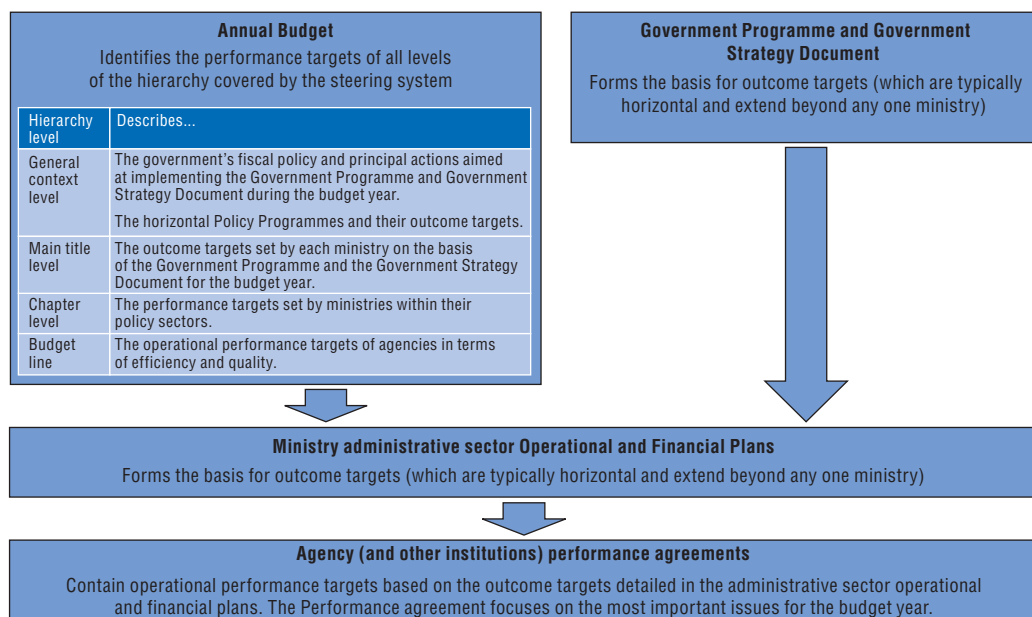 Annual Budget
Identifies the performance targets of all levels
of the hierarchy covered by the steering system
Hierarchy
level
Describes...
General
context
level
The government's fiscal policy and principal actions aimed
at implementing the Government Programme and Government
Strategy Document during the budget year.
The horizontal Policy Programmes and their outcome targets.
Main title
level
The outcome targets set by each ministry on the basis
of the Government Programme and the Government Strategy
Document for the budget year.
Chapter
level
The performance targets set by ministries within their
policy sectors.
Budget
line
The operational performance targets of agencies in terms
of efficiency and quality.
Government Programme and Government
Strategy Document
Forms the basis for outcome targets (which are typically
horizontal and extend beyond any one ministry)
Ministry administrative sector Operational and Financial Plans
Forms the basis for outcome targets (which are typically horizontal and extend beyond any one ministry)
Agency (and other institutions) performance agreements
Contain operational performance targets based on the outcome targets detailed in the administrative sector operational
and financial plans. The Performance agreement focuses on the most important issues for the budget year.